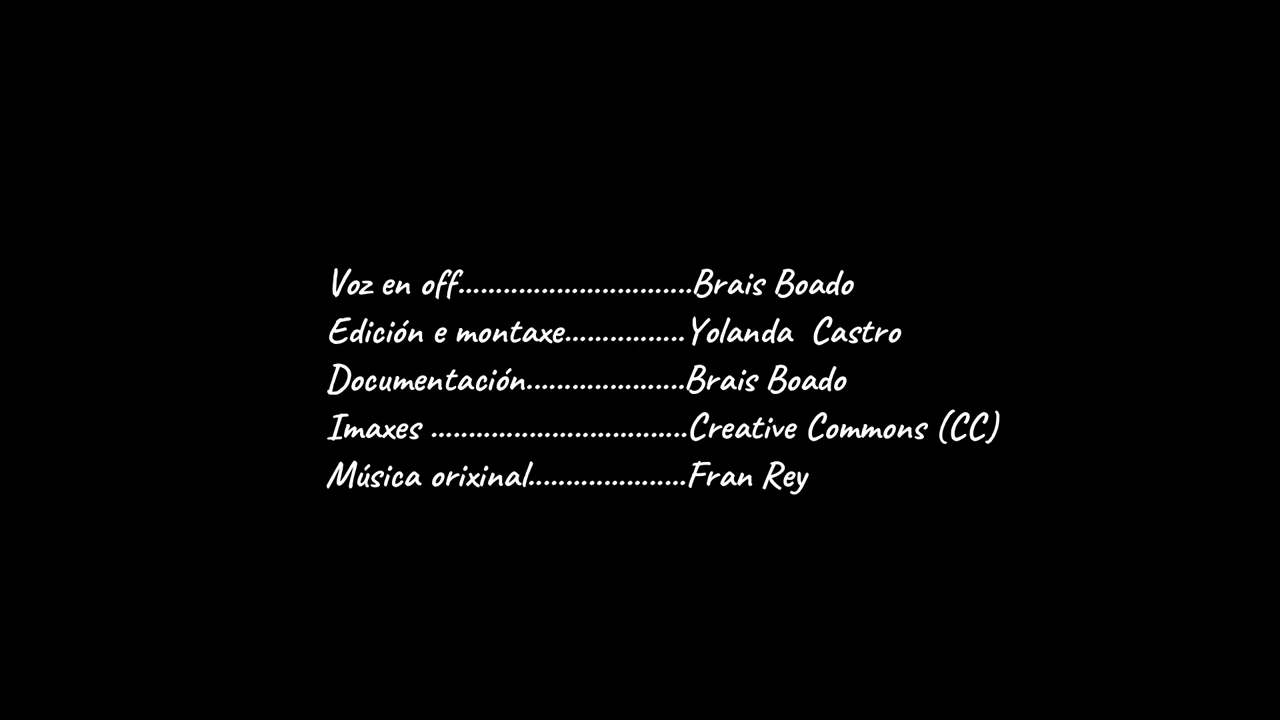 Voz en off............................Brais Boado
Edición e montaxe...............Yolanda  Castro
Documentación.....................Brais Boado
Imaxes .................................Creative Commons (CC)
Música orixinal.....................Fran Rey